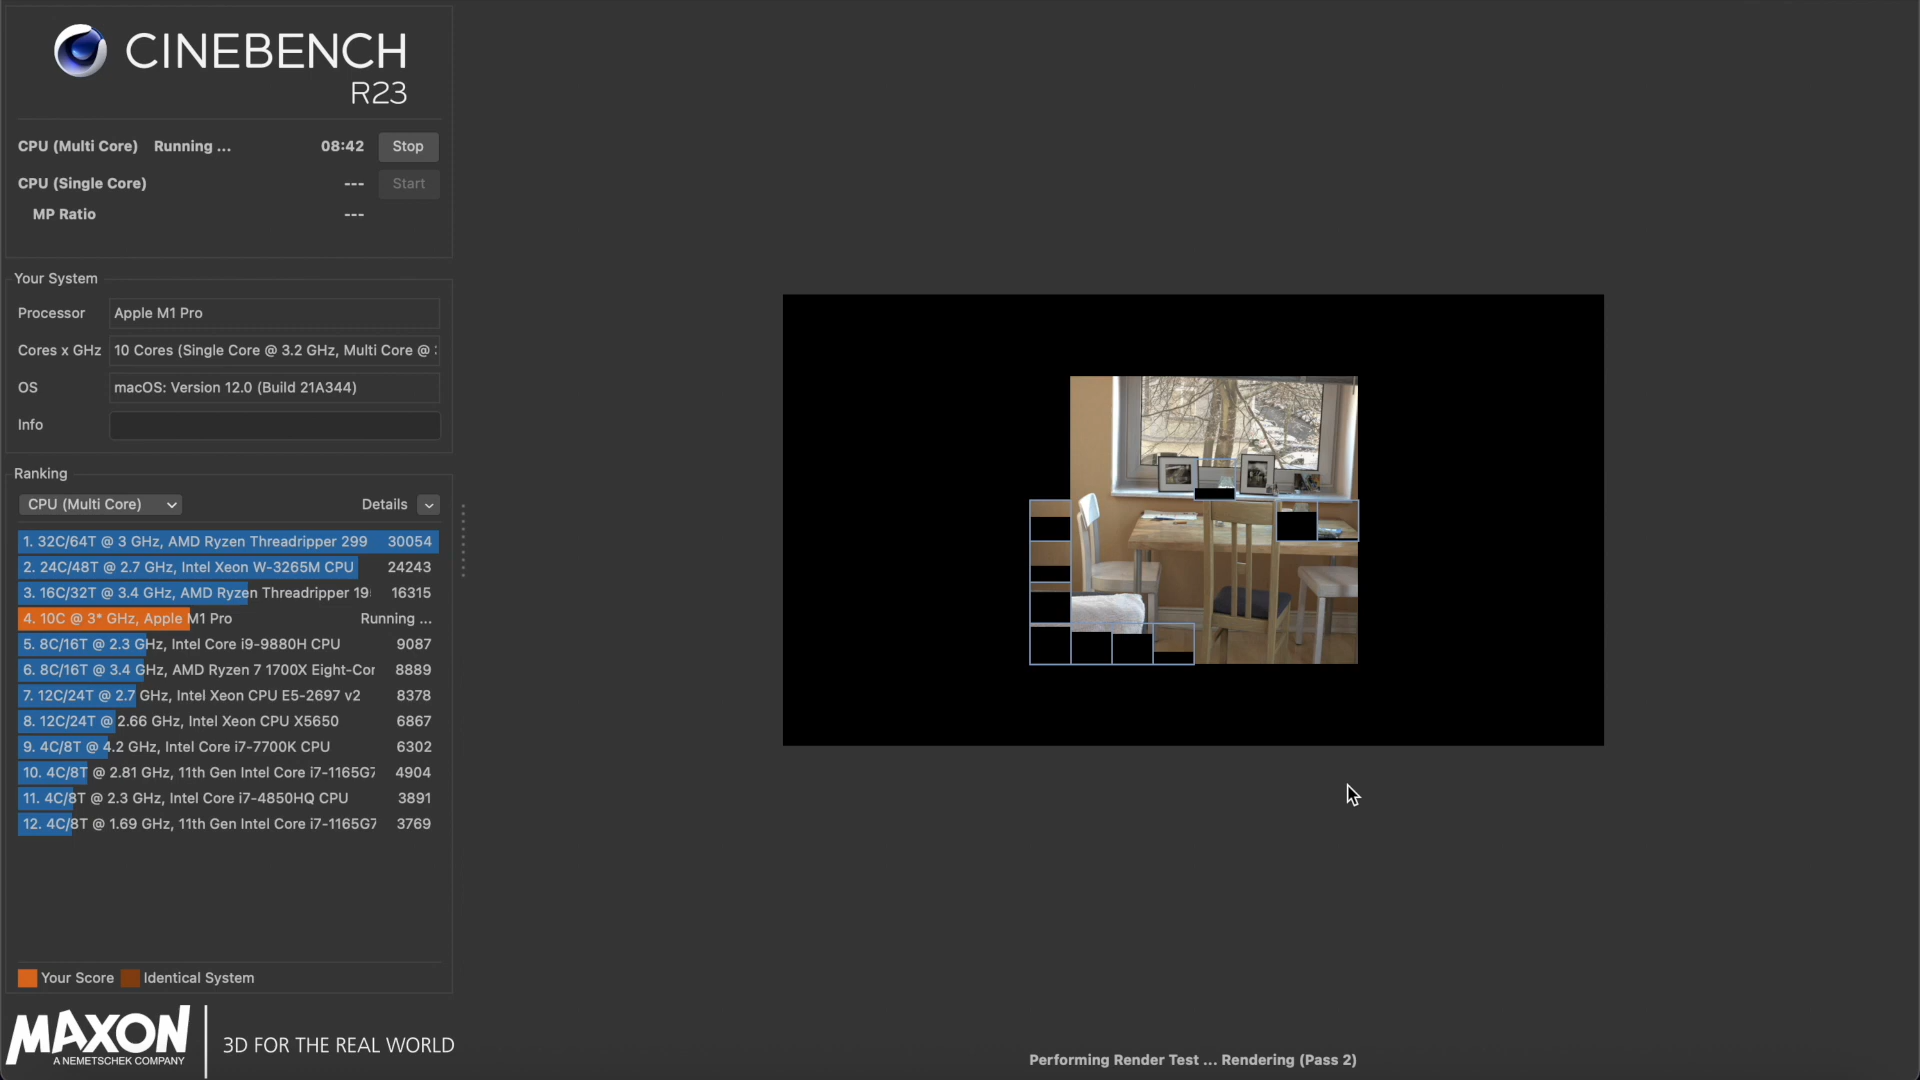 CINEBENCH
R23
CPU (Multi Core) Running ... 08:42 Stop
CPU (Single Core) --- Start
MP Ratio ---
Your System
Processor Apple M1 Pro
Cores x GHz 10 Cores (Single Core @ 3.2 GHz, Multi Core @
OS macOS: Version 12.0 (Build 21A344)
Info
Ranking
CPU (Multi Core) Details
1. 32C/64T @ 3 GHz, AMD Ryzen Threadripper 299 30054
2. 24C/48T @ 2.7 GHz, Intel Xeon W-3265M CPU 24243
3. 16C/32T @ 3.4 GHz, AMD Ryzen Threadripper 19 16315
4. 10C @ 3* GHz, Apple M1 Pro Running ...
5. 8C/16T @ 2.3 GHz, Intel Core i9-9880H CPU 9087
6. 8C/16T @ 3.4 GHz, AMD Ryzen 7 1700X Eight-Cor 8889
7. 12C/24T @ 2.7 GHz, Intel Xeon CPU E5-2697 v2 8378
8. 12C/24T @ 2.66 GHz, Intel Xeon CPU X5650 6867
9. 4C/8T @ 4.2 GHz, Intel Core i7-7700K CPU 6302
10. 4C/8T @ 2.81 GHz, 11th Gen Intel Core i7-1165G7 4904
11. 4C/8T @ 2.3 GHz, Intel Core i7-4850HQ CPU 3891
12. 4C/8T @ 1.69 GHz, 11th Gen Intel Core i7-1165G7 3769
Your Score Identical System
MAXON
A NEMETSCHEK COMPANY
3D FOR THE REAL WORLD
Performing Render Test ... Rendering (Pass 2)